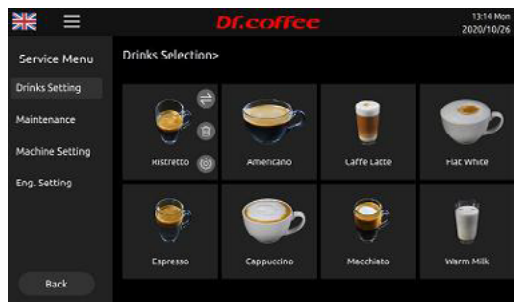 Dr.coffee
13:14 Mon
2020/10/26
Service Menu
Drinks Selection>
Drinks Setting
Maintenance
Machine Setting
Eng. Setting
Back
Ristretto
Americano
Caffe Latte
Flat White
Espresso
Cappuccino
Macchiato
Warm Milk